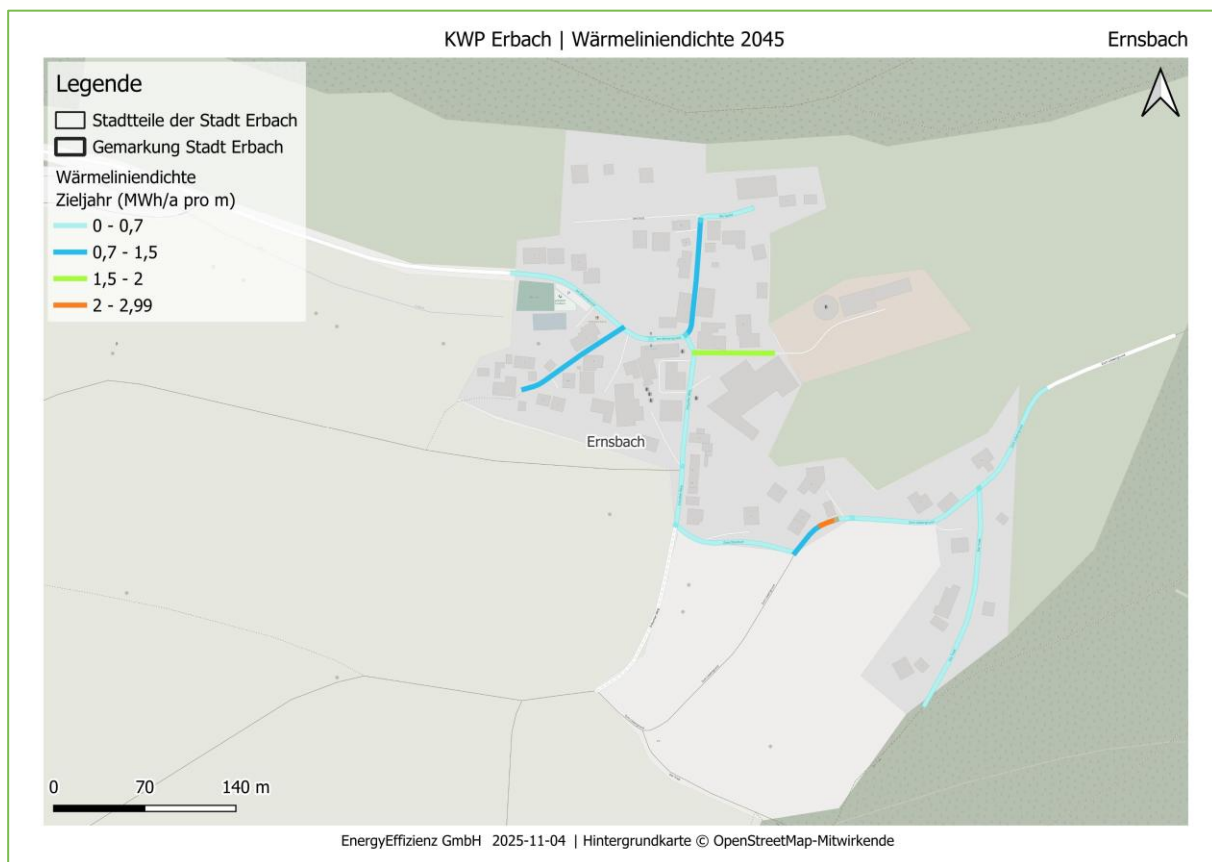 KWP Erbach | Wärmeliniendichte 2045
Ernsbach
Legende
Stadtteile der Stadt Erbach
Gemarkung Stadt Erbach
Wärmeliniendichte
Zieljahr (MWh/a pro m)
0 - 0,7
0,7 - 1,5
1,5 - 2
2 - 2,99
Ernsbach
0 70 140 m
EnergyEffizienz GmbH 2025-11-04 | Hintergrundkarte © OpenStreetMap-Mitwirkende